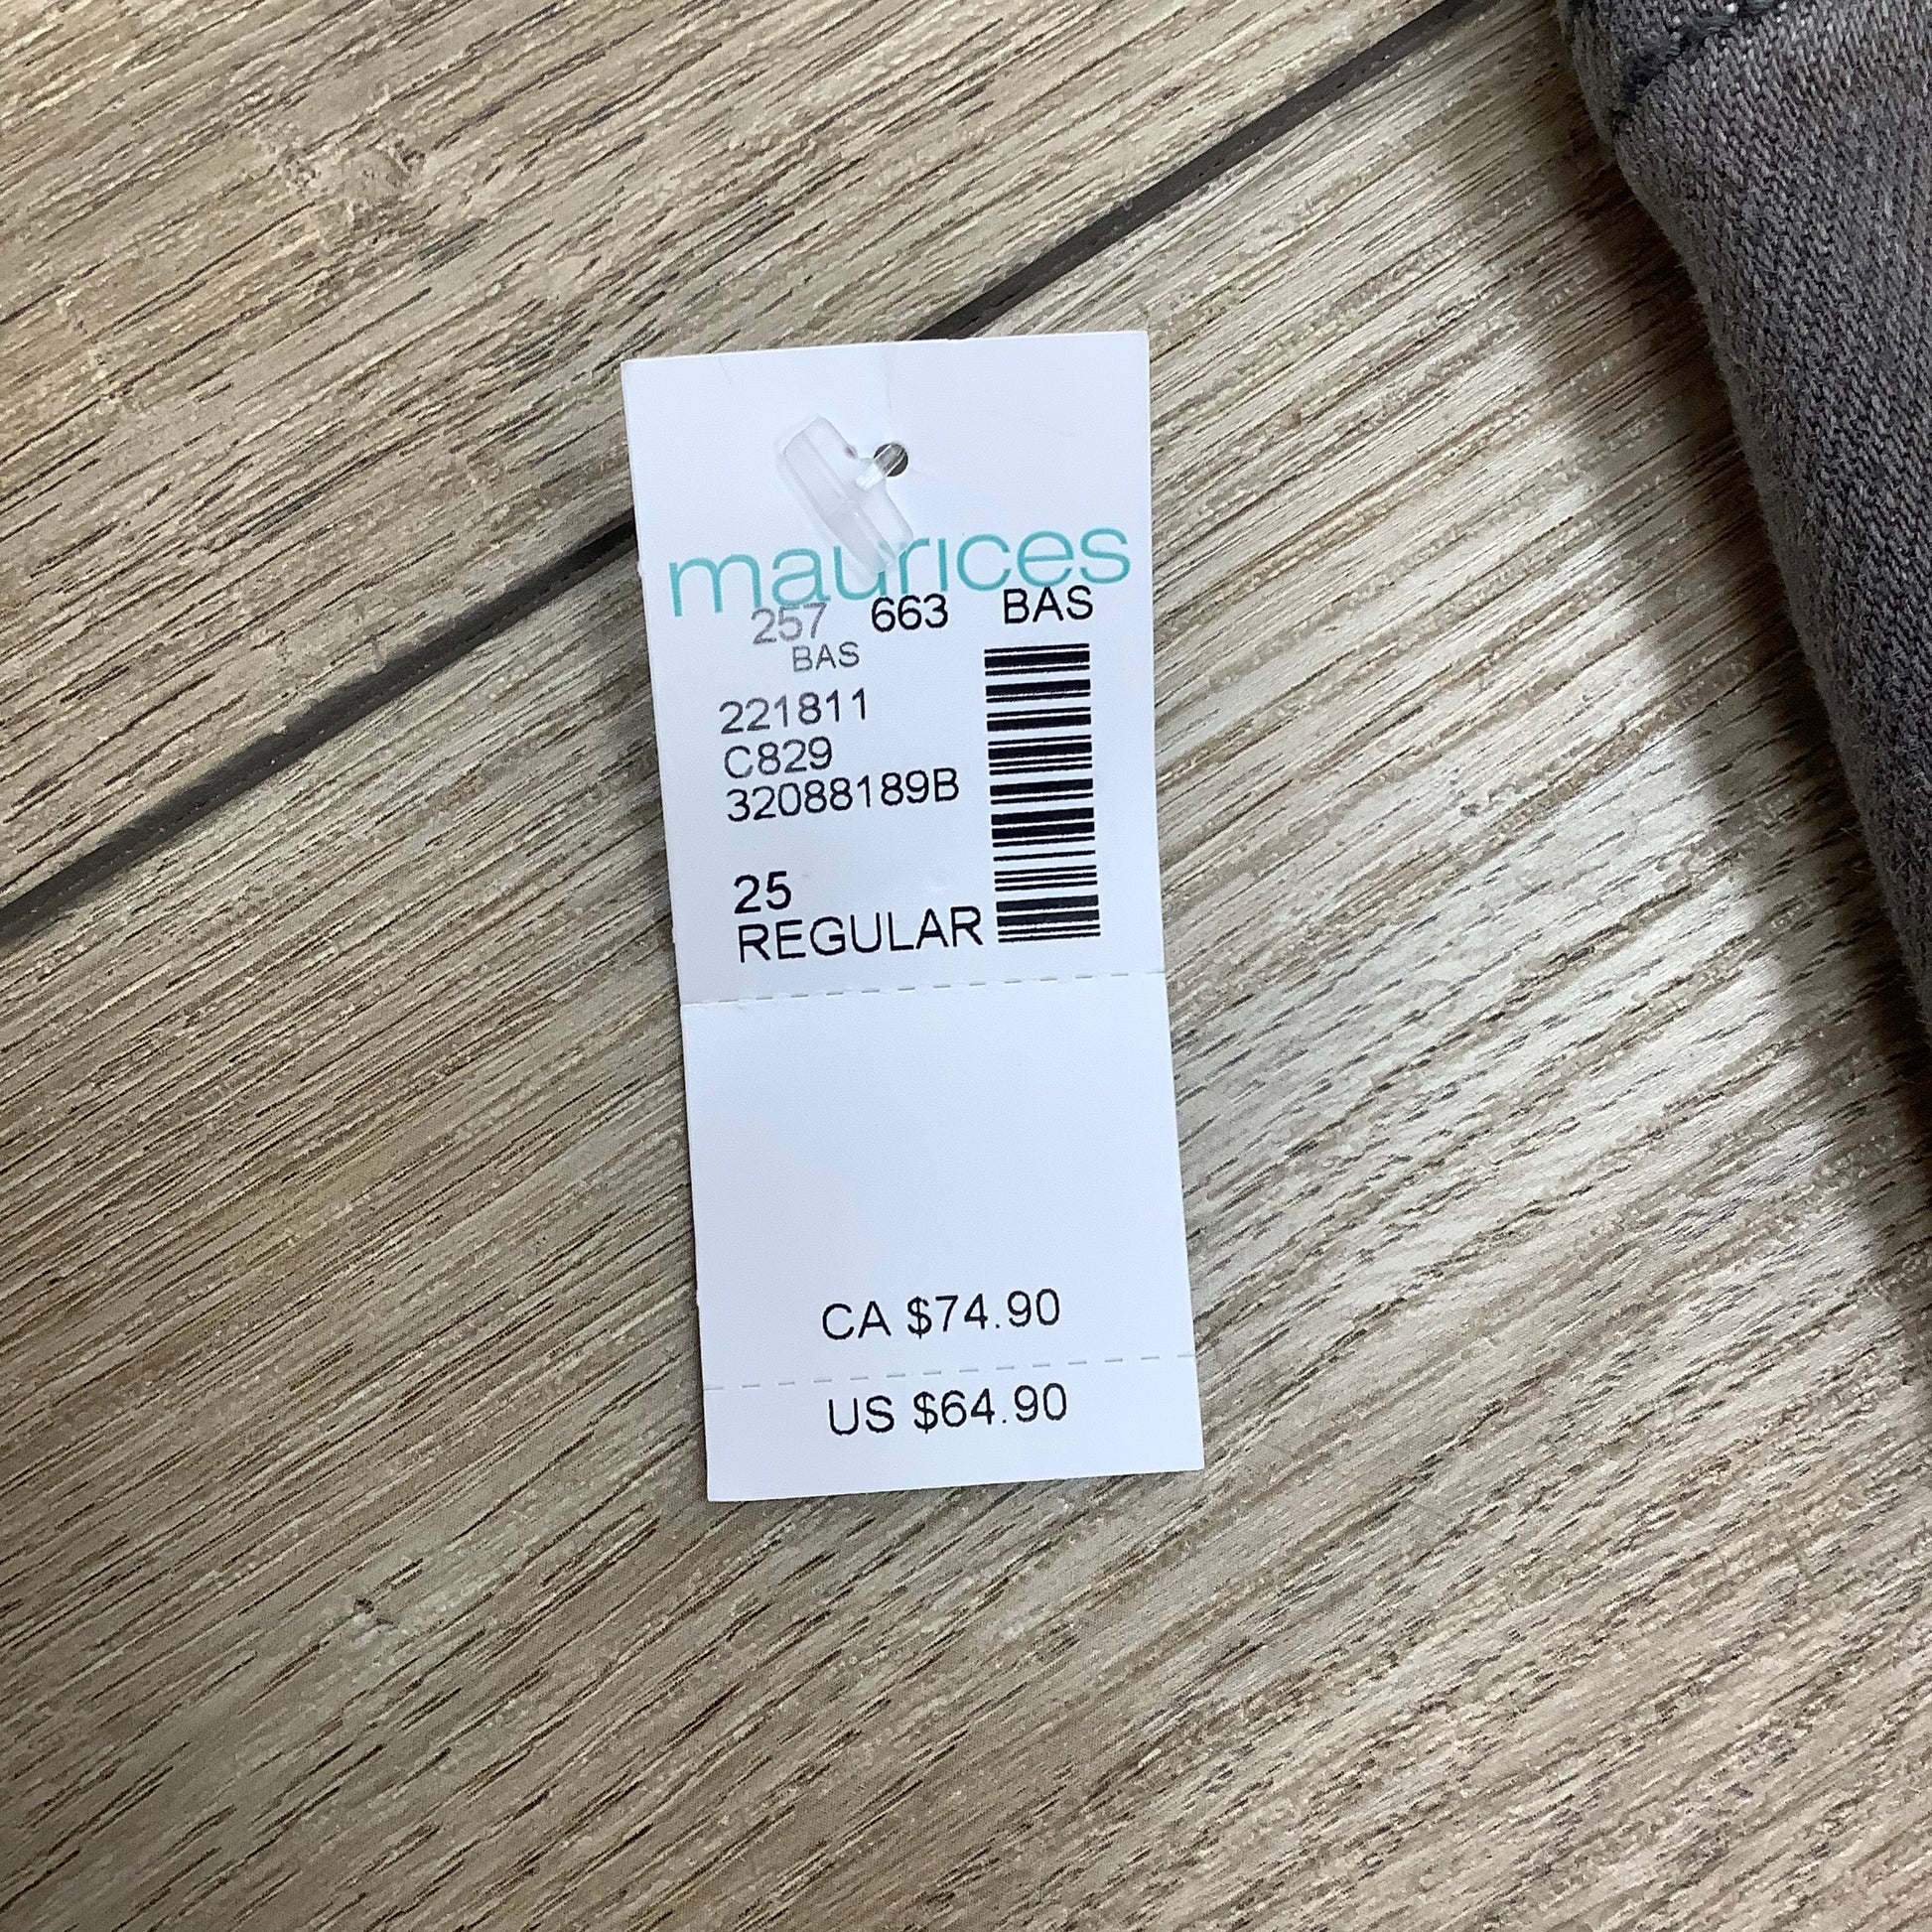 maurices
257 663 BAS
BAS
221811
C829
32088189B
25
REGULAR
CA $74.90
US $64.90